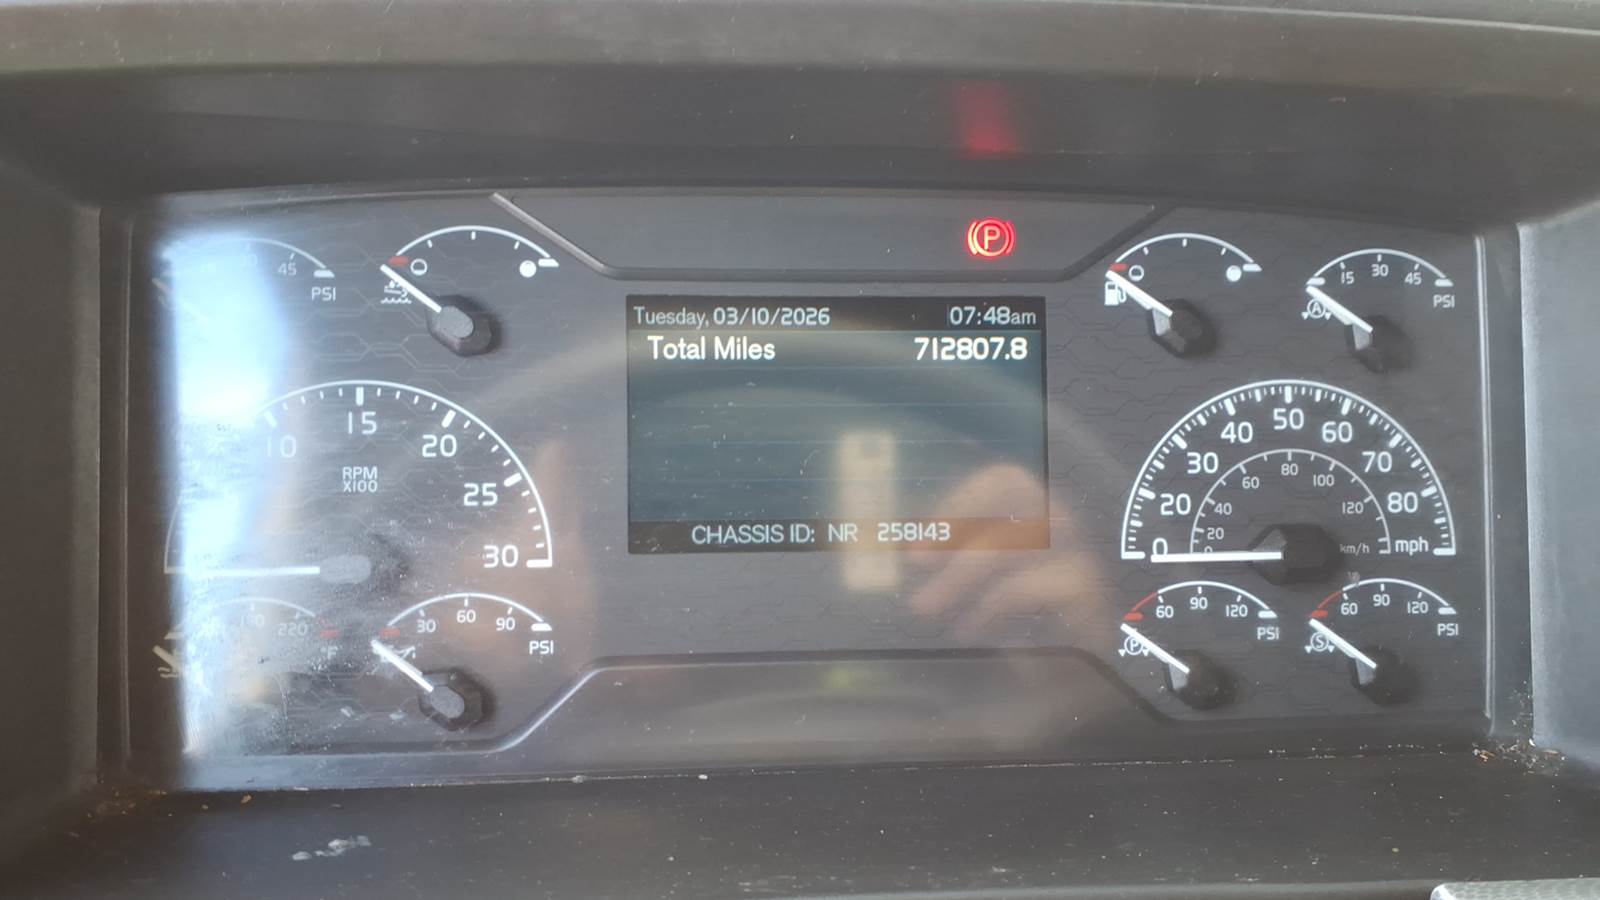 Tuesday, 03/10/2026 07:48am
Total Miles 712807.8
CHASSIS ID: NR 258143
P
45
PSI
10
15
20
25
30
RPM
X100
220
°F
30 60 90
PSI
15 30 45
PSI
A
0 20 30 40 50 60 70 80 mph
0 20 40 60 80 100 120 km/h
60 90 120
PSI
P
60 90 120
PSI
S